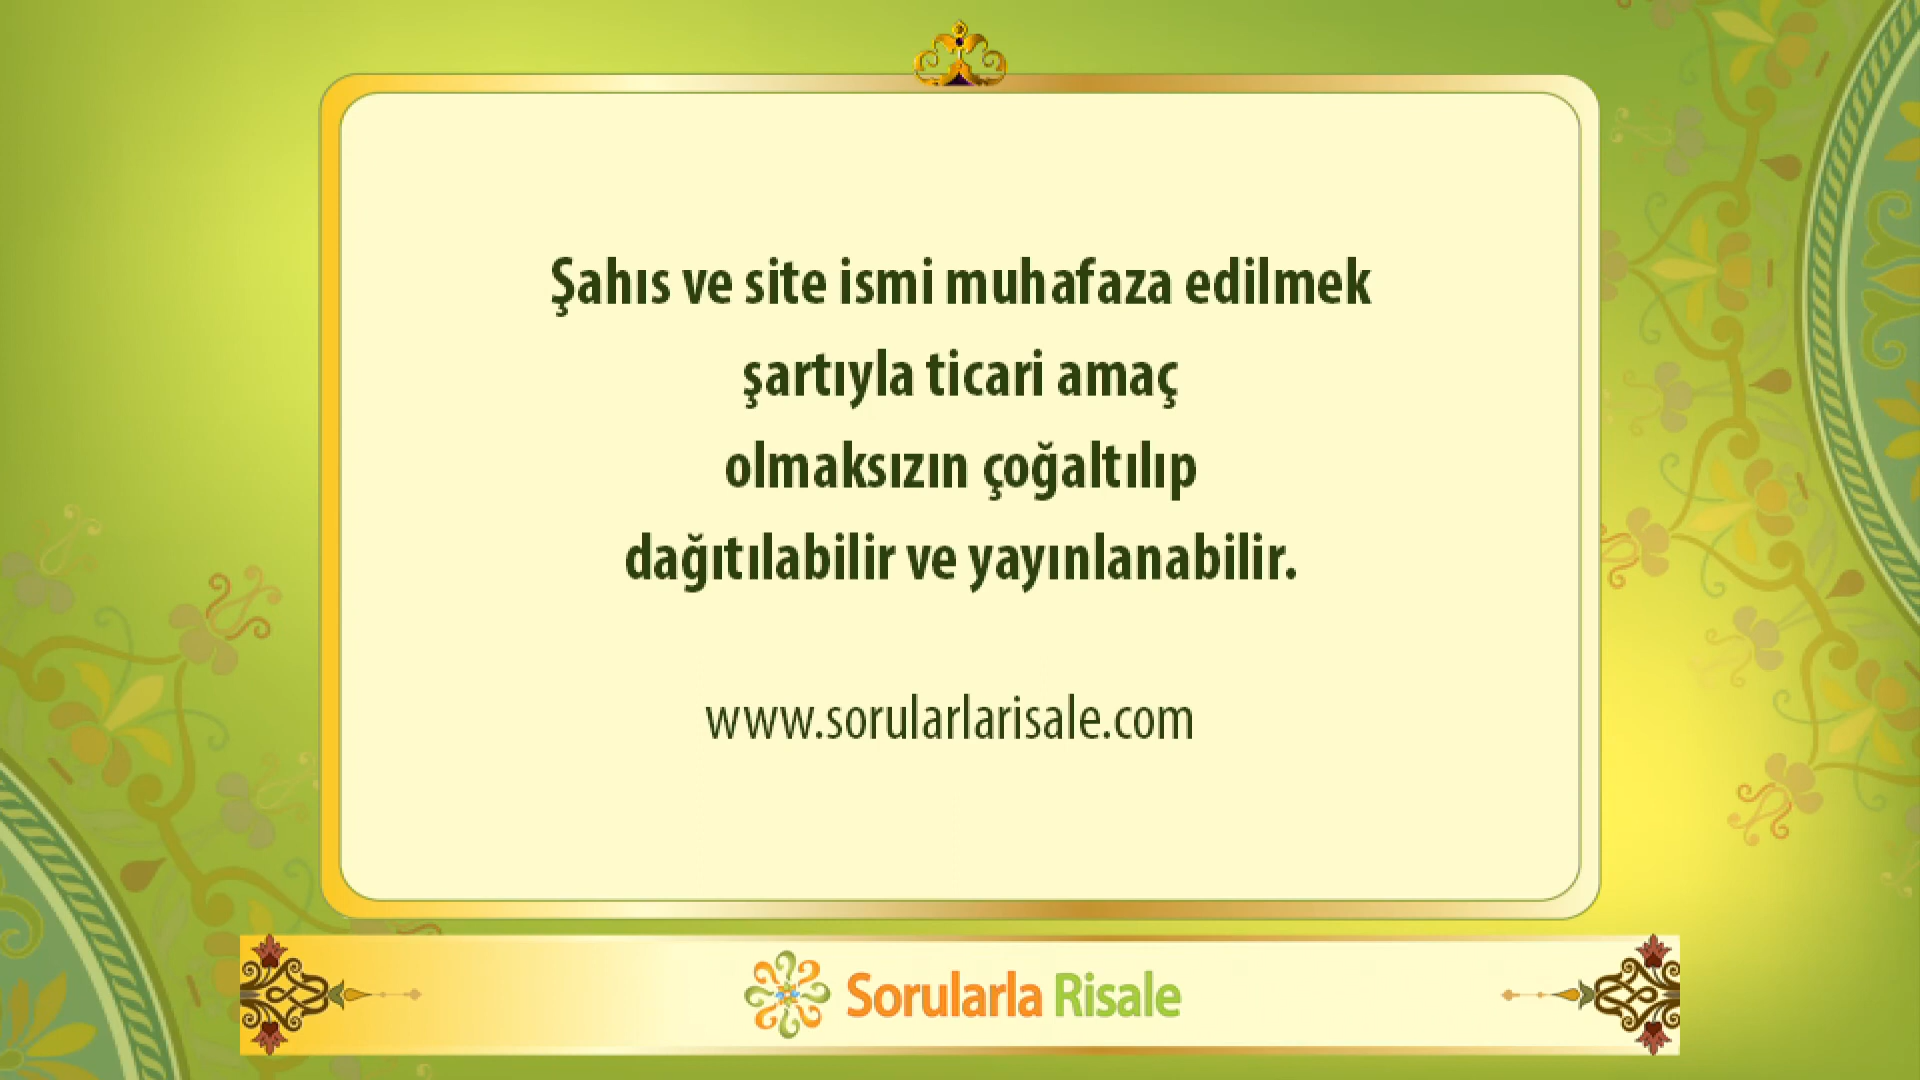 Şahıs ve site ismi muhafaza edilmek
şartıyla ticari amaç
olmaksızın çoğaltılıp
dağıtılabilir ve yayınlanabilir.
www.sorularlarisale.com
Sorularla Risale